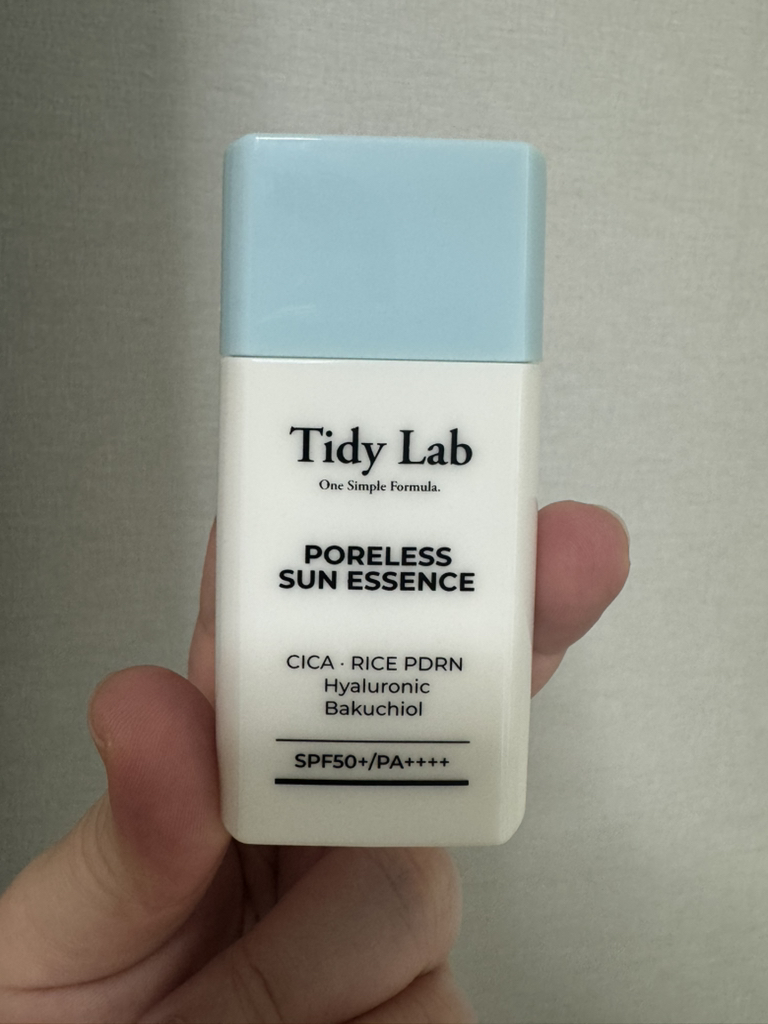 Tidy Lab
One Simple Formula.
PORELESS
SUN ESSENCE
CICA · RICE PDRN
Hyaluronic
Bakuchiol
SPF50+/PA++++